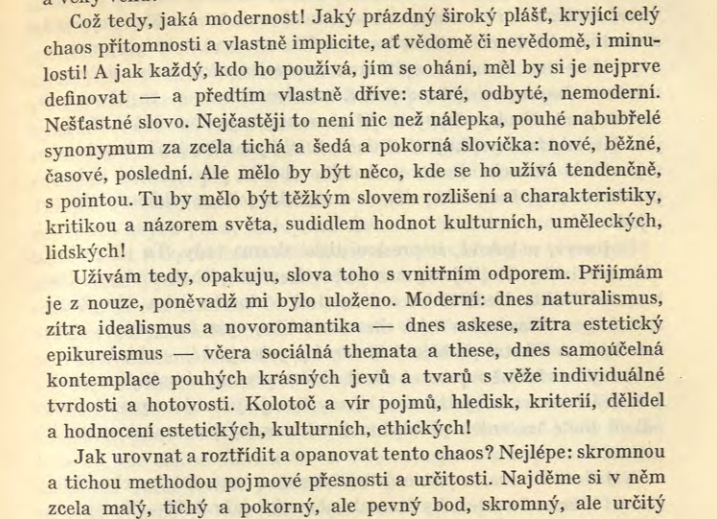 a věky věků.
Což tedy, jaká modernost! Jaký prázdný široký plášť, kryjící celý
chaos přítomnosti a vlastně implicite, ať vědomě či nevědomě, i minu-
losti! A jak každý, kdo ho používá, jím se ohání, měl by si je nejprve
definovat — a předtím vlastně dříve: staré, odbyté, nemoderní.
Nešťastné slovo. Nejčastěji to není nic než nálepka, pouhé nabubřelé
synonymum za zcela tichá a šedá a pokorná slovíčka: nové, běžné,
časové, poslední. Ale mělo by být něco, kde se ho užívá tendenčně,
s pointou. Tu by mělo být těžkým slovem rozlišení a charakteristiky,
kritikou a názorem světa, sudidlem hodnot kulturních, uměleckých,
lidských!
Užívám tedy, opakuju, slova toho s vnitřním odporem. Přijímám
je z nouze, poněvadž mi bylo uloženo. Moderní: dnes naturalismus,
zítra idealismus a novoromantika — dnes askese, zítra estetický
epikureismus — včera sociálná themata a these, dnes samoúčelná
kontemplace pouhých krásných jevů a tvarů s věže individuálné
tvrdosti a hotovosti. Kolotoč a vír pojmů, hledisk, kriterií, dělidel
a hodnocení estetických, kulturních, ethických!
Jak urovnat a roztřídit a opanovat tento chaos? Nejlépe: skromnou
a tichou methodou pojmové přesnosti a určitosti. Najděme si v něm
zcela malý, tichý a pokorný, ale pevný bod, skromný, ale určitý